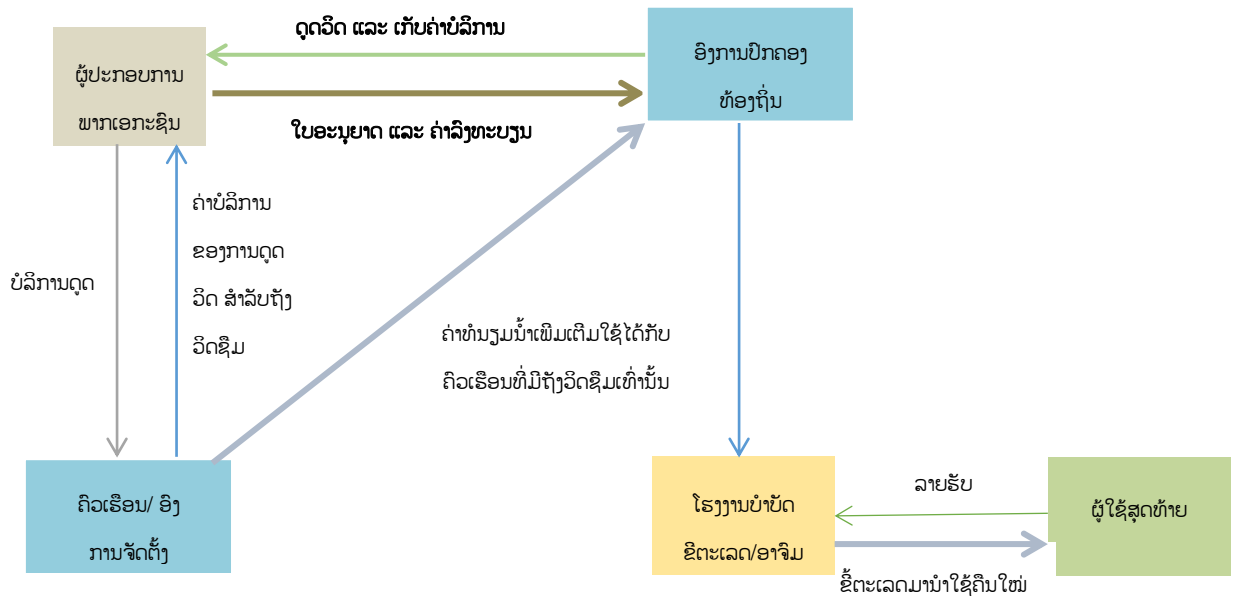 ດູດວິດ ແລະ ເກັບຄ່າບໍລິການ
ຜູ້ປະກອບການ
ພາກເອກະຊົນ
ອົງການປົກຄອງ
ທ້ອງຖິ່ນ
ໃບອະນຸຍາດ ແລະ ຄ່າລົງທະບຽນ
ຄ່າບໍລິການ
ຂອງການດູດ
ວິດ ສຳລັບຖັງ
ວິດຊຶມ
ບໍລິການດູດ
ຄ່າທຳນຽມນ້ຳເພີມເຕີມໃຊ້ໄດ້ກັບ
ຄົວເຮືອນທີ່ມີຖັງວິດຊຶມເທົ່ານັ້ນ
ຄົວເຮືອນ/ ອົງ
ການຈັດຕັ້ງ
ໂຮງງານບຳບັດ
ຂີຕະເລດ/ອາຈົມ
ລາຍຮັບ
ຜູ້ໃຊ້ສຸດທ້າຍ
ຂີ້ຕະເລດມານຳໃຊ້ຄືນໃໝ່